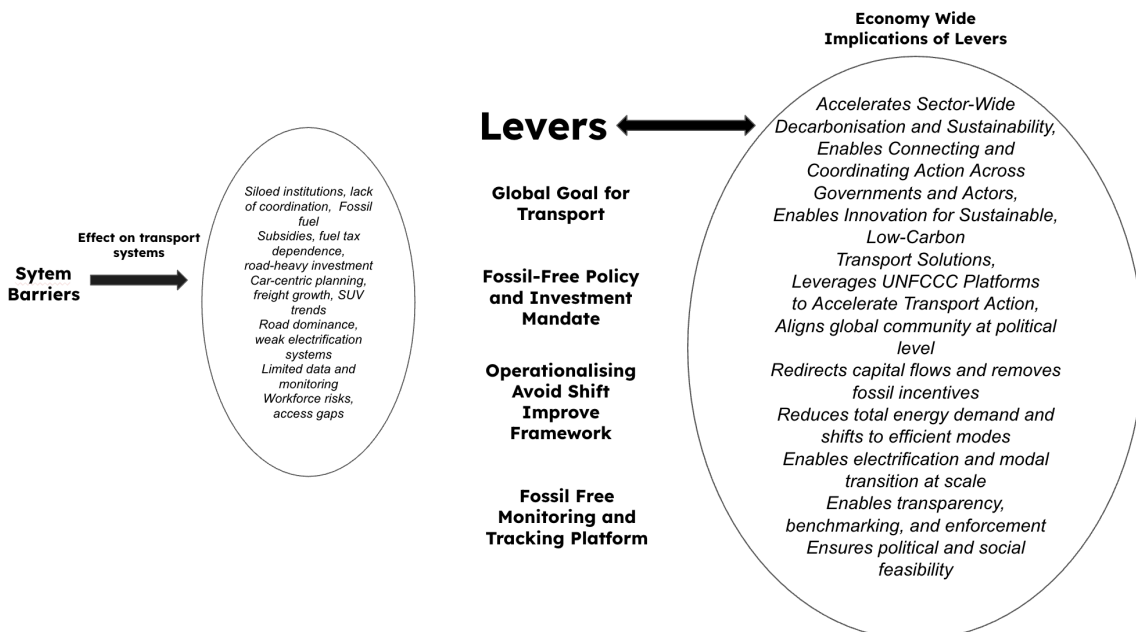 Sytem
Barriers
Effect on transport
systems
Siloed institutions, lack
of coordination, Fossil
fuel
Subsidies, fuel tax
dependence,
road-heavy investment
Car-centric planning,
freight growth, SUV
trends
Road dominance,
weak electrification
systems
Limited data and
monitoring
Workforce risks,
access gaps
Levers
Global Goal for
Transport
Fossil-Free Policy
and Investment
Mandate
Operationalising
Avoid Shift
Improve
Framework
Fossil Free
Monitoring and
Tracking Platform
Economy Wide
Implications of Levers
Accelerates Sector-Wide
Decarbonisation and Sustainability,
Enables Connecting and
Coordinating Action Across
Governments and Actors,
Enables Innovation for Sustainable,
Low-Carbon
Transport Solutions,
Leverages UNFCCC Platforms
to Accelerate Transport Action,
Aligns global community at political
level
Redirects capital flows and removes
fossil incentives
Reduces total energy demand and
shifts to efficient modes
Enables electrification and modal
transition at scale
Enables transparency,
benchmarking, and enforcement
Ensures political and social
feasibility